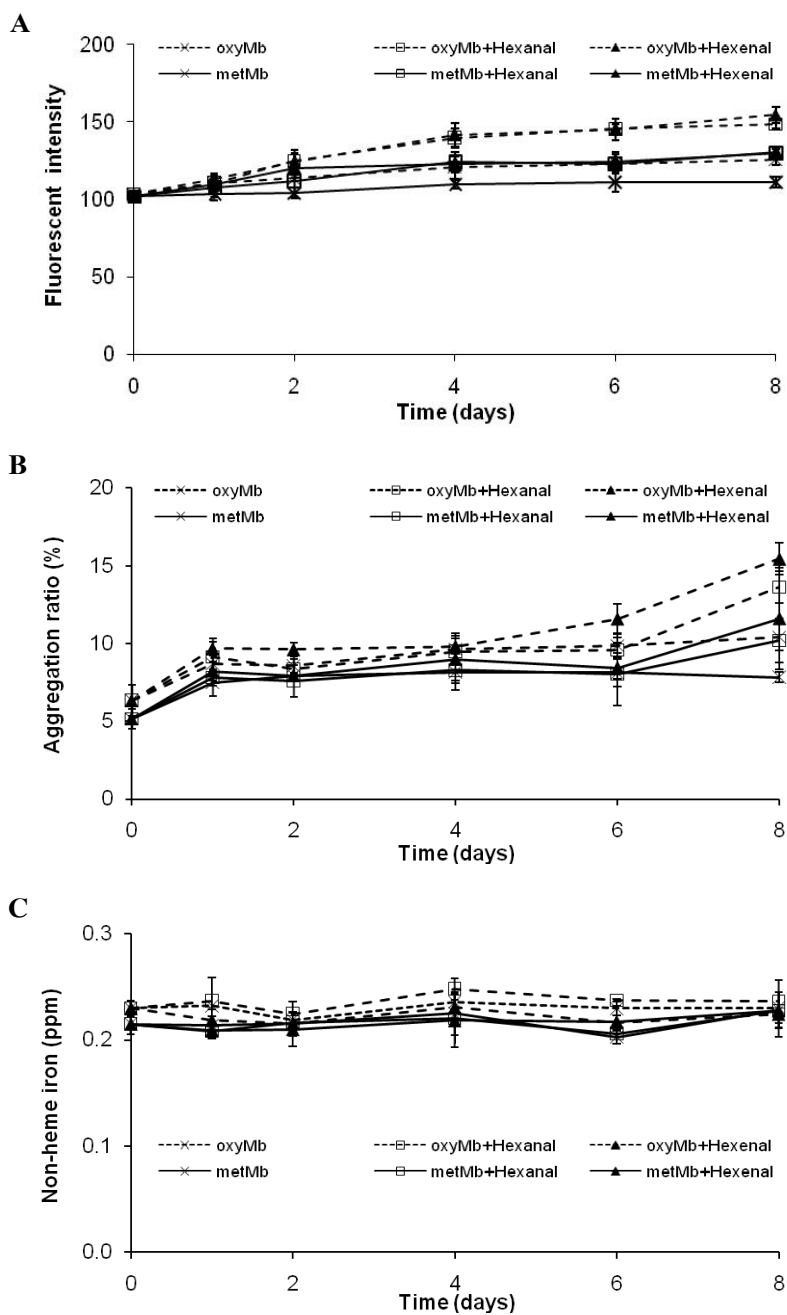 A
200
150
100
50
0
Fluorescent intensity
oxyMb oxyMb+Hexanal oxyMb+Hexenal
metMb metMb+Hexanal metMb+Hexenal
0 2 4 6 8
Time (days)
B
20
15
10
5
0
Aggregation ratio (%)
oxyMb oxyMb+Hexanal oxyMb+Hexenal
metMb metMb+Hexanal metMb+Hexenal
0 2 4 6 8
Time (days)
C
0.3
0.2
0.1
0.0
Non-heme iron (ppm)
oxyMb oxyMb+Hexanal oxyMb+Hexenal
metMb metMb+Hexanal metMb+Hexenal
0 2 4 6 8
Time (days)